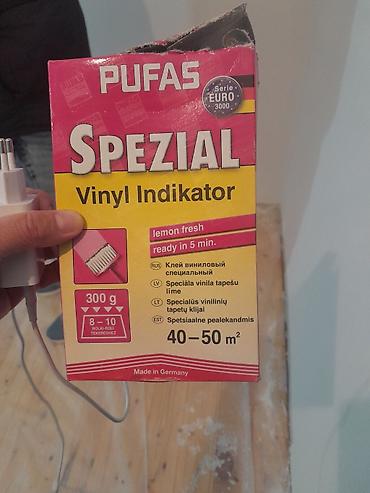 PUFAS
Serie
EURO
3000
SPEZIAL
Vinyl Indikator
lemon fresh
ready in 5 min.
RUS Клей виниловый
специальный
LV Speciāla vinila tapešu
līme
LT Specialūs vinilinių
tapetų klijai
EST Spetsiaalne pealekandmis
300 g
8 – 10
40 – 50 m²
Made in Germany